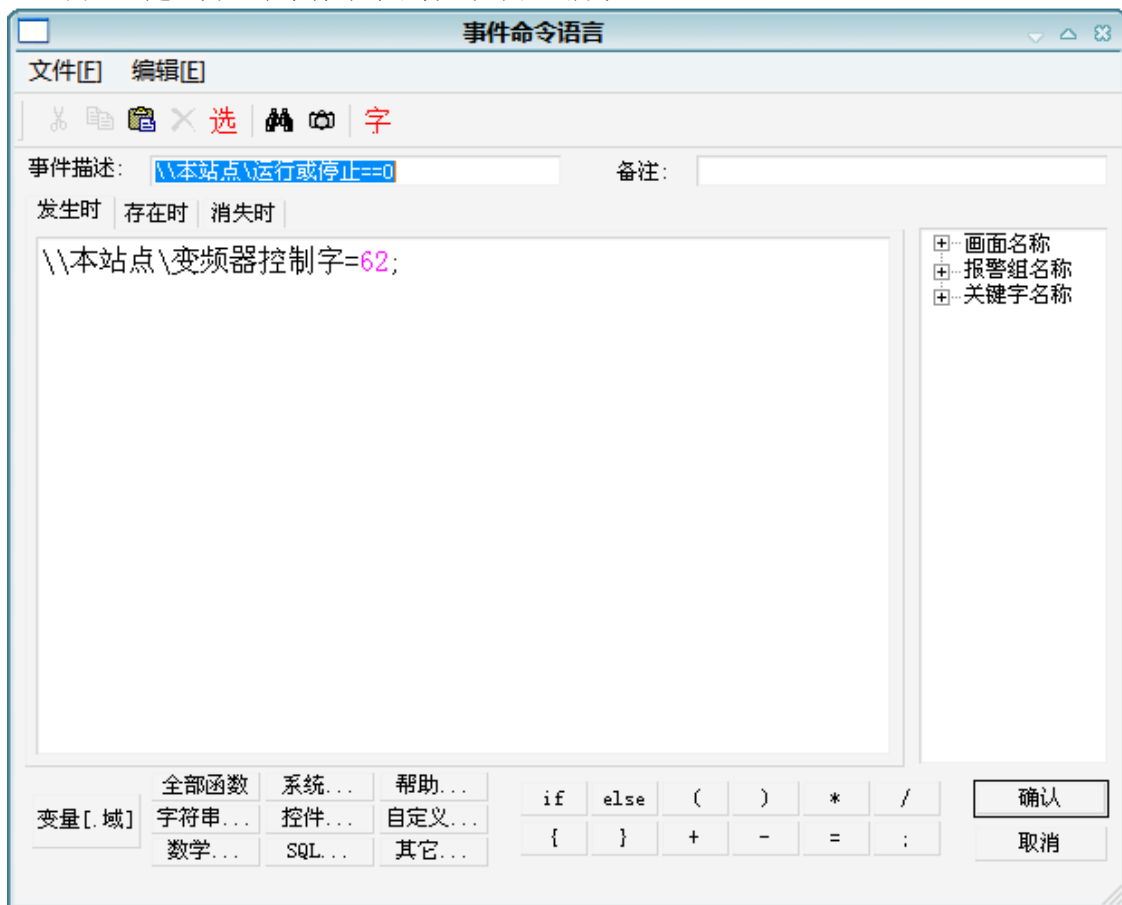 事件命令语言
文件[F] 编辑[E]
选 字
事件描述: \\本站点\运行或停止==0 备注:
发生时 存在时 消失时
\\本站点\变频器控制字=62;
画面名称
报警组名称
关键字名称
变量[.域]
全部函数 系统... 帮助...
字符串... 控件... 自定义...
数学... SQL... 其它...
if else ( ) * /
{ } + - = ;
确认
取消